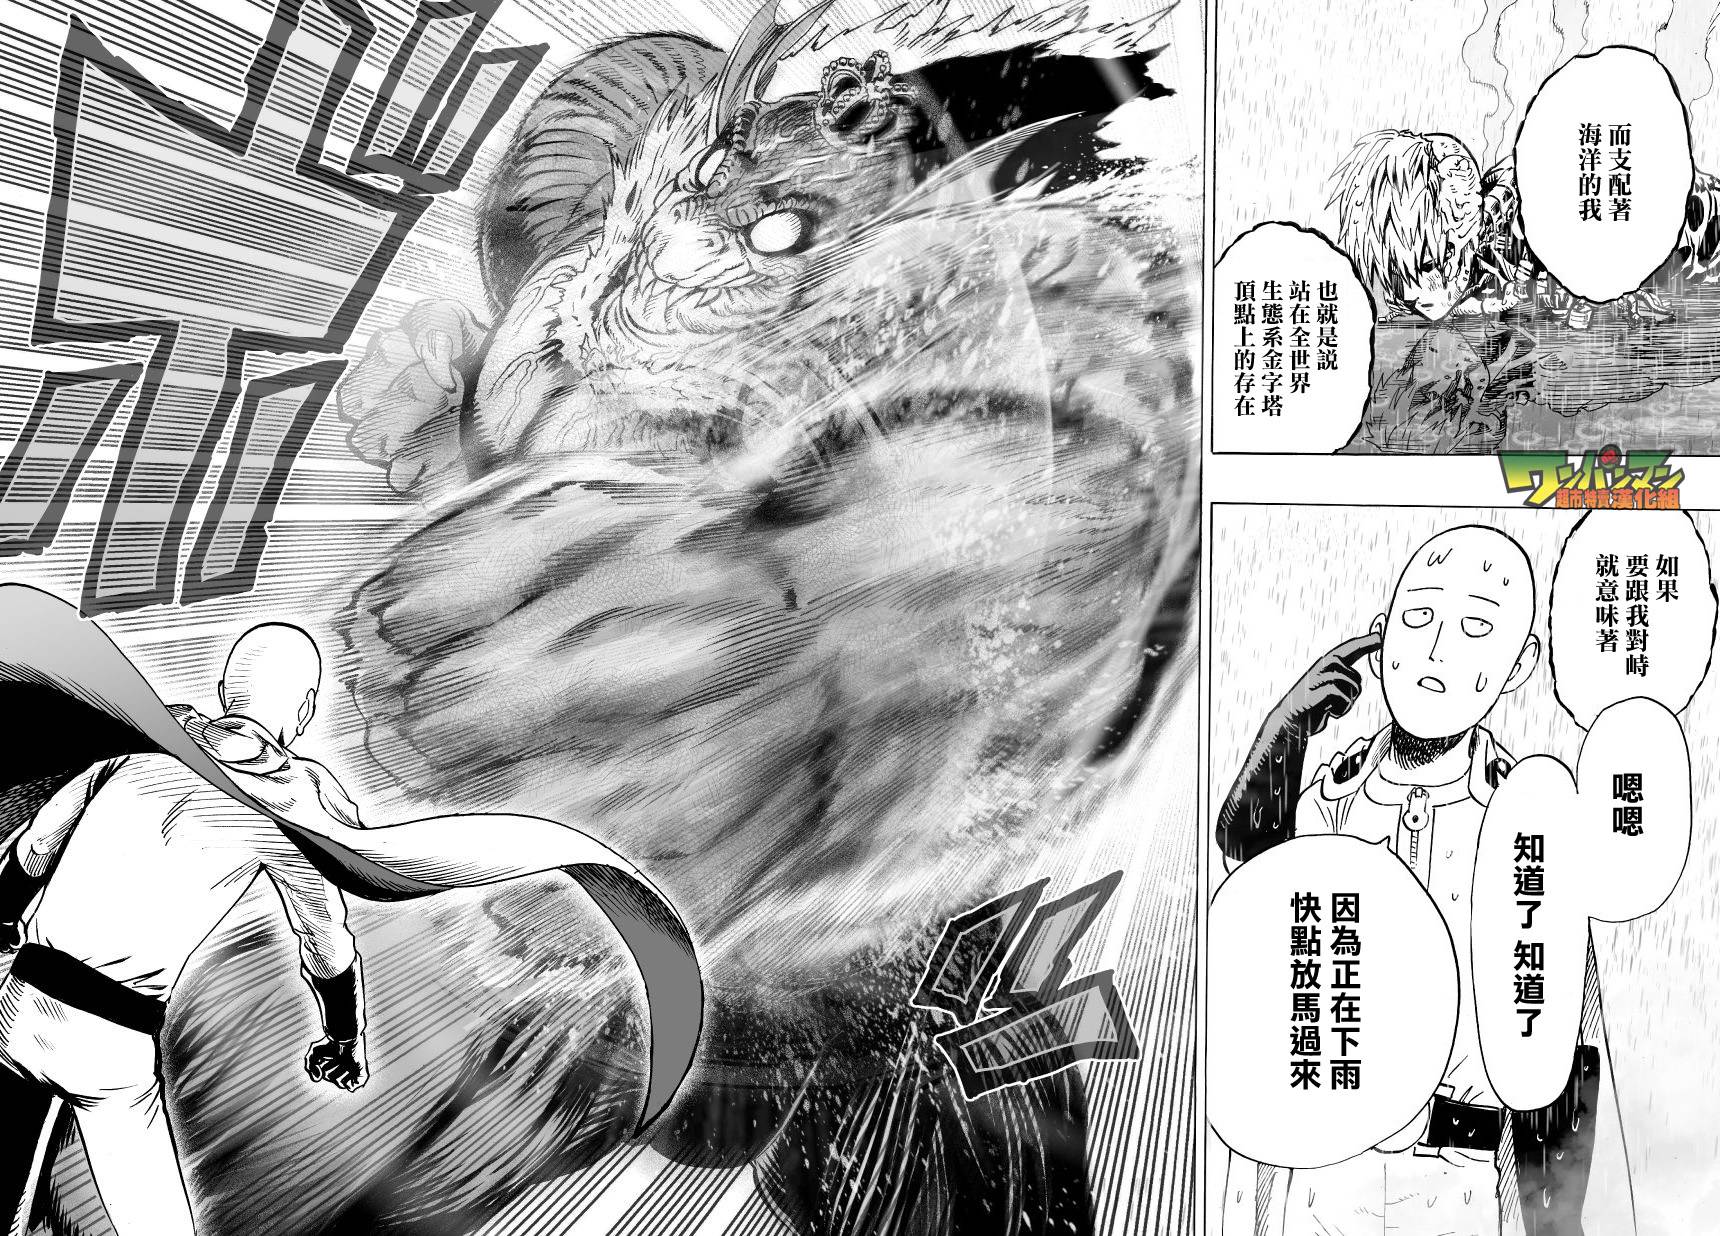 而支配著
海洋的我
也就是説
站在全世界
生態系金字塔
頂點上的存在
ワンパンマン
超市特賣漢化組
如果
要跟我對峙
就意味著
嗯嗯
知道了 知道了
因為正在下雨
快點放馬過來